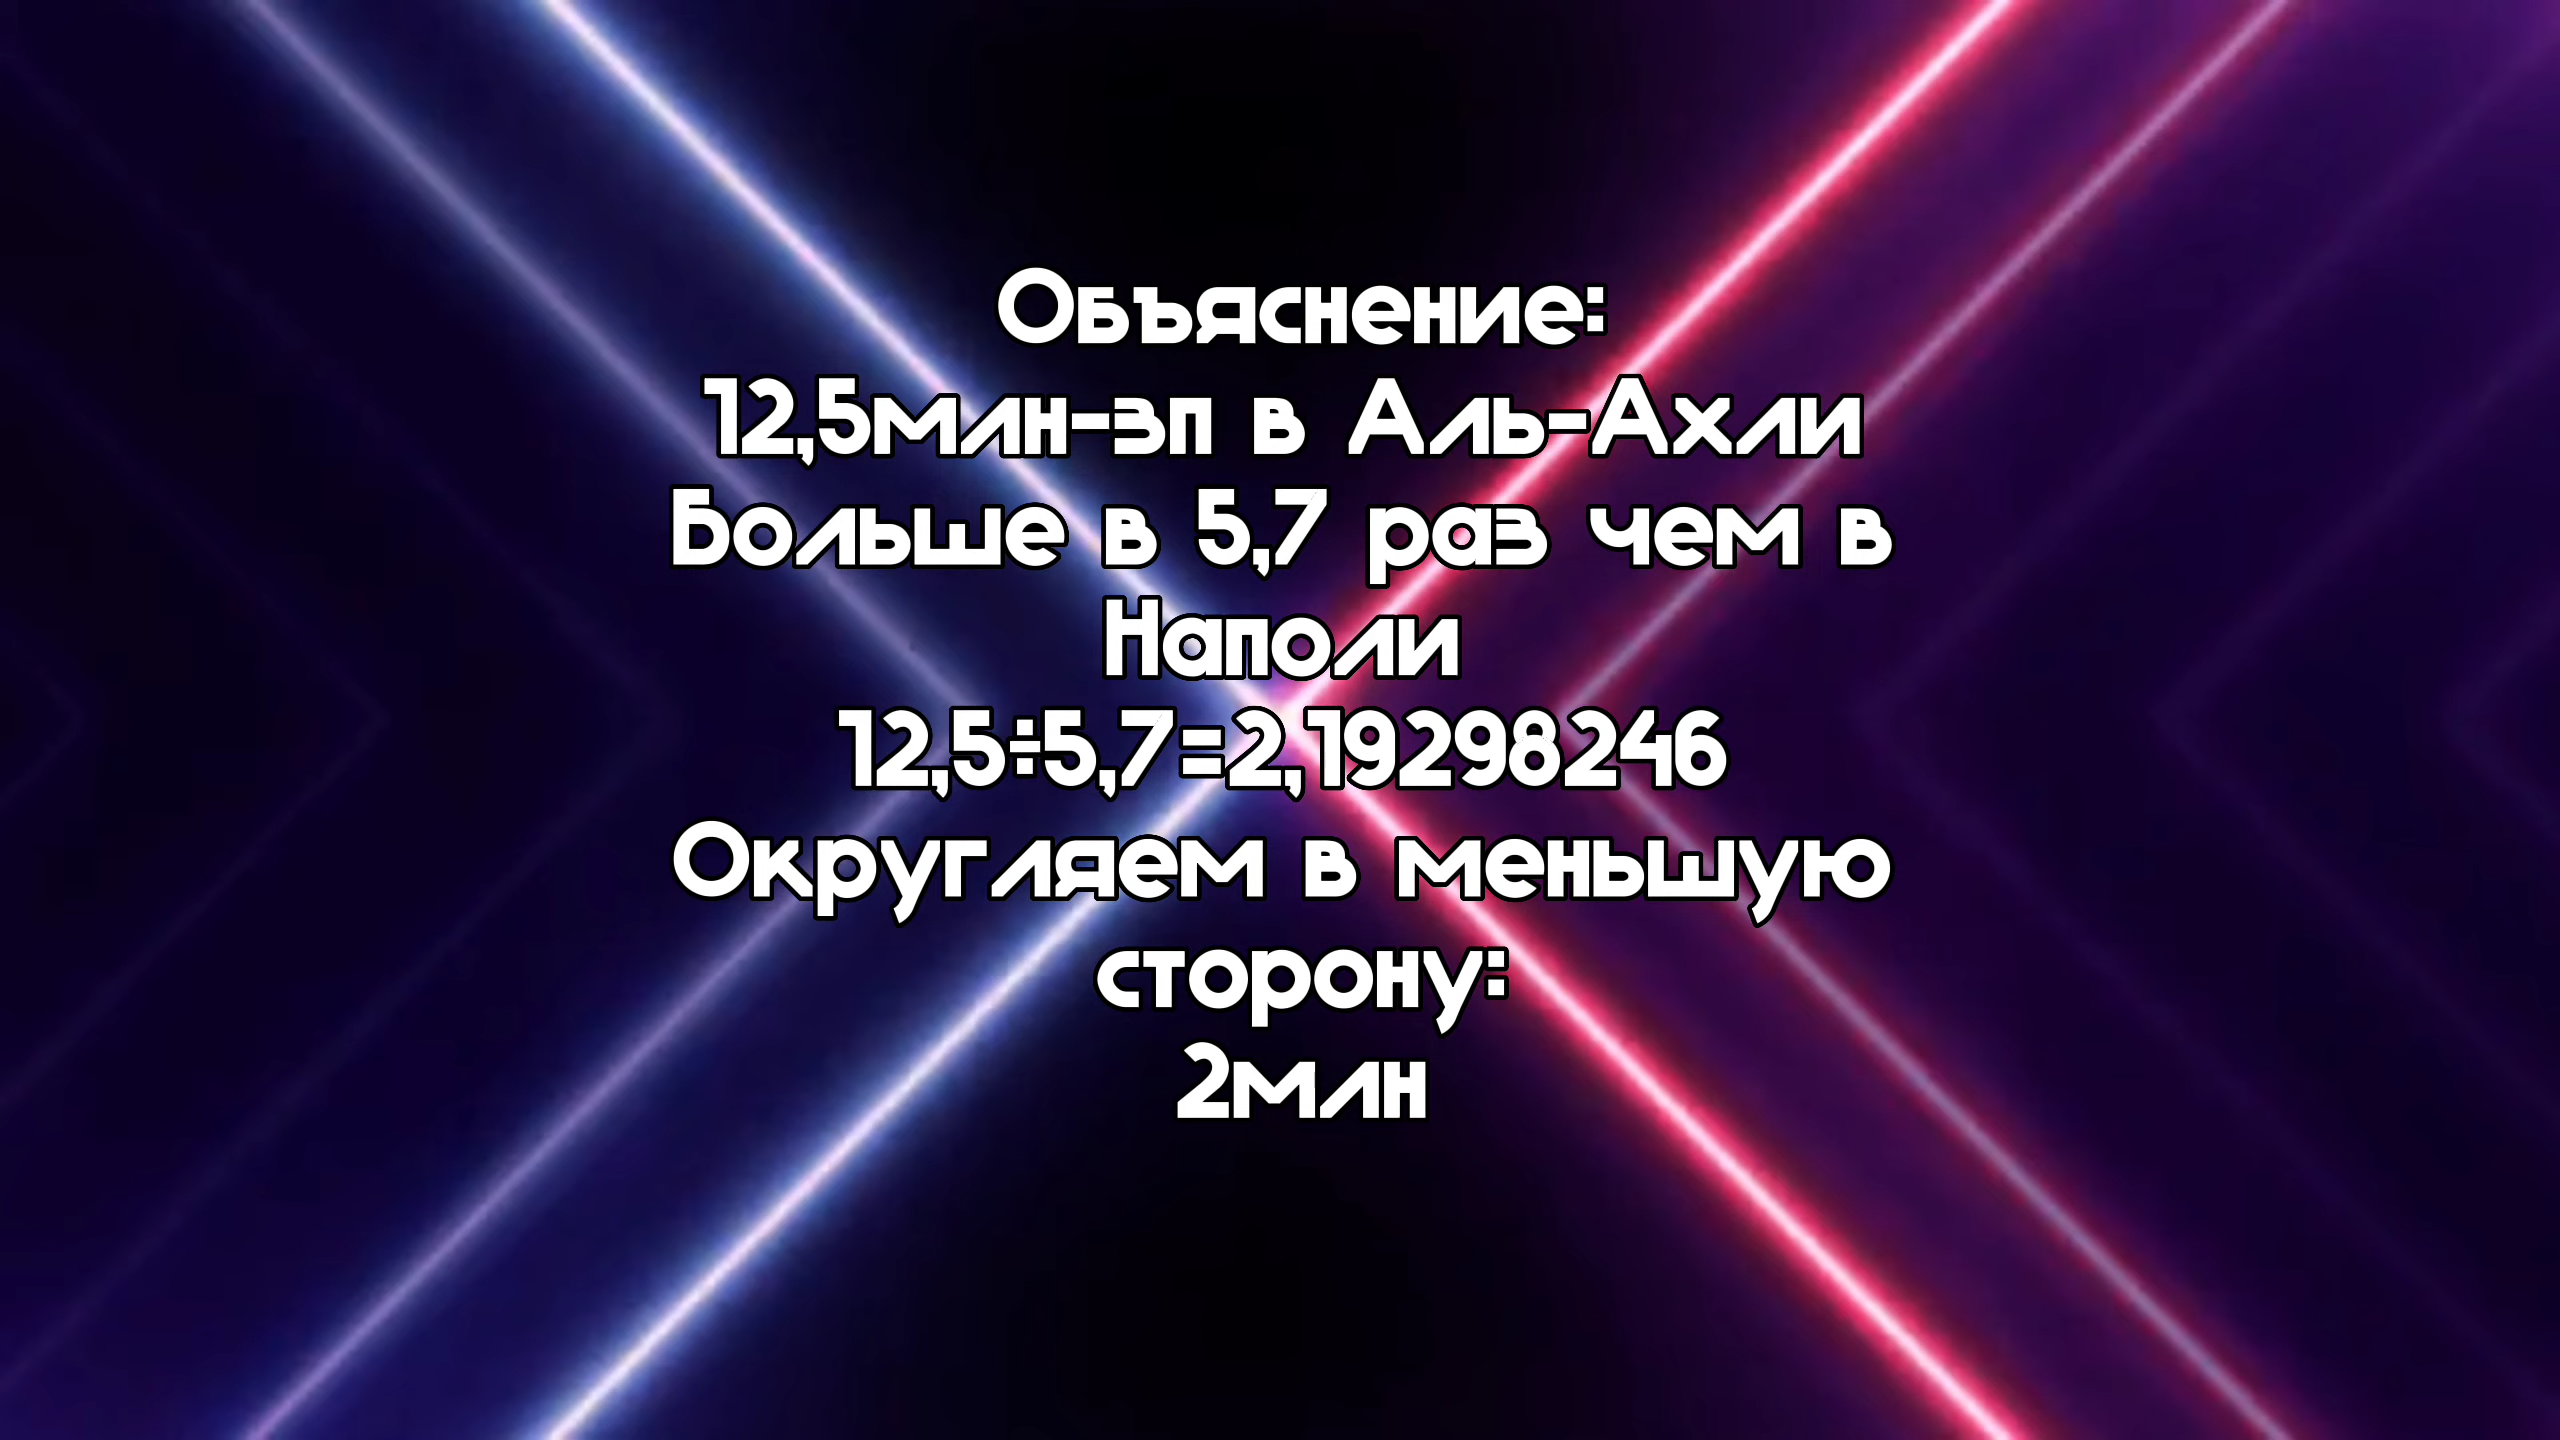 Объяснение:
12,5млн-зп в Аль-Ахли
Больше в 5,7 раз чем в
Наполи
12,5÷5,7=2,19298246
Округляем в меньшую
сторону:
2млн